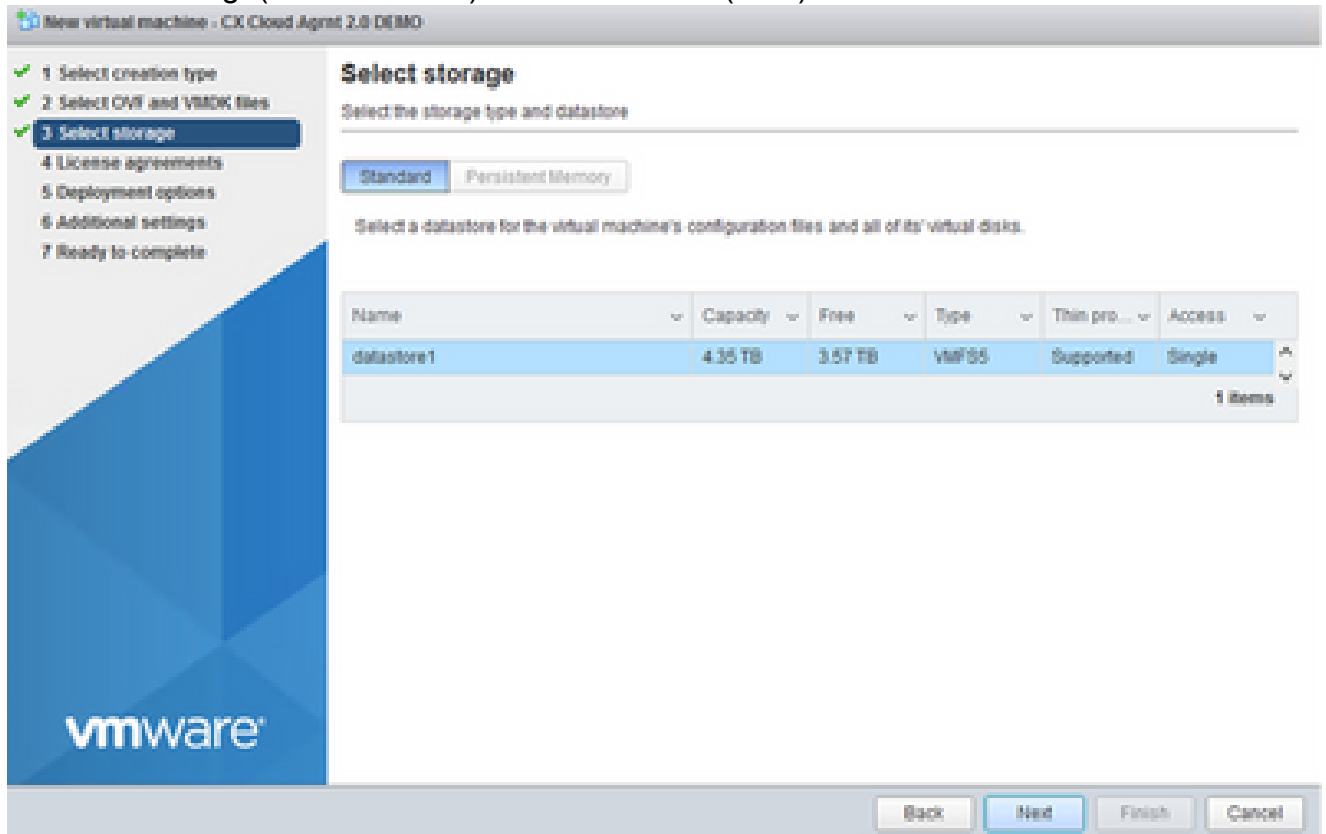 New virtual machine - CX Cloud Agrnt 2.0 DEMO
1 Select creation type
2 Select OVF and VMDK files
3 Select storage
4 License agreements
5 Deployment options
6 Additional settings
7 Ready to complete
vmware
Select storage
Select the storage type and datastore
Standard Persistent Memory
Select a datastore for the virtual machine's configuration files and all of its' virtual disks.
Name Capacity Free Type Thin pro... Access
datastore1 4.35 TB 3.57 TB VMFS5 Supported Single
1 items
Back Next Finish Cancel